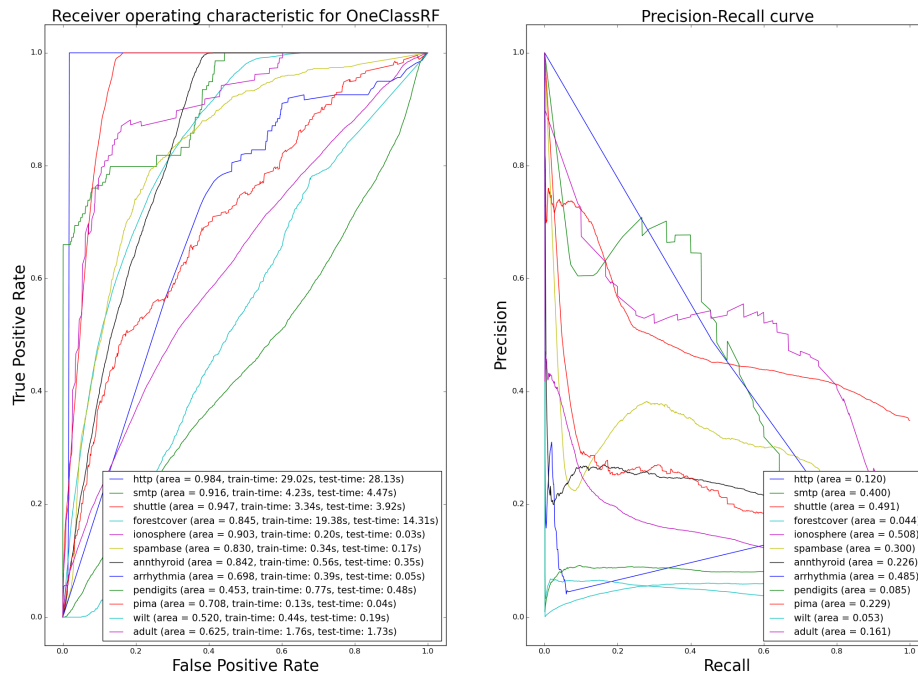 Receiver operating characteristic for OneClassRF
1.0
0.8
0.6
0.4
0.2
0.0
True Positive Rate
http (area = 0.984, train-time: 29.02s, test-time: 28.13s)
smtp (area = 0.916, train-time: 4.23s, test-time: 4.47s)
shuttle (area = 0.947, train-time: 3.34s, test-time: 3.92s)
forestcover (area = 0.845, train-time: 19.38s, test-time: 14.31s)
ionosphere (area = 0.903, train-time: 0.20s, test-time: 0.03s)
spambase (area = 0.830, train-time: 0.34s, test-time: 0.17s)
annthyroid (area = 0.842, train-time: 0.56s, test-time: 0.35s)
arrhythmia (area = 0.698, train-time: 0.39s, test-time: 0.05s)
pendigits (area = 0.453, train-time: 0.77s, test-time: 0.48s)
pima (area = 0.708, train-time: 0.13s, test-time: 0.04s)
wilt (area = 0.520, train-time: 0.44s, test-time: 0.19s)
adult (area = 0.625, train-time: 1.76s, test-time: 1.73s)
0.0 0.2 0.4 0.6 0.8 1.0
False Positive Rate
Precision-Recall curve
1.0
0.8
0.6
0.4
0.2
0.0
Precision
http (area = 0.120)
smtp (area = 0.400)
shuttle (area = 0.491)
forestcover (area = 0.044)
ionosphere (area = 0.508)
spambase (area = 0.300)
annthyroid (area = 0.226)
arrhythmia (area = 0.485)
pendigits (area = 0.085)
pima (area = 0.229)
wilt (area = 0.053)
adult (area = 0.161)
0.0 0.2 0.4 0.6 0.8 1.0
Recall